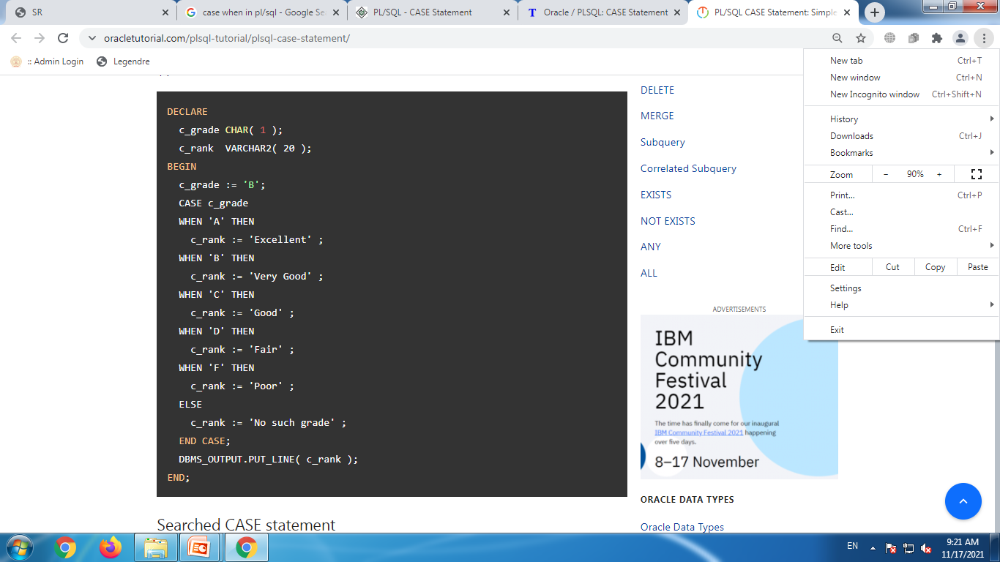 SR
case when in pl/sql - Google Se
PL/SQL - CASE Statement
Oracle / PLSQL: CASE Statement
PL/SQL CASE Statement: Simple
oracletutorial.com/plsql-tutorial/plsql-case-statement/
:: Admin Login
Legendre
DECLARE
c_grade CHAR( 1 );
c_rank VARCHAR2( 20 );
BEGIN
c_grade := 'B';
CASE c_grade
WHEN 'A' THEN
c_rank := 'Excellent' ;
WHEN 'B' THEN
c_rank := 'Very Good' ;
WHEN 'C' THEN
c_rank := 'Good' ;
WHEN 'D' THEN
c_rank := 'Fair' ;
WHEN 'F' THEN
c_rank := 'Poor' ;
ELSE
c_rank := 'No such grade' ;
END CASE;
DBMS_OUTPUT.PUT_LINE( c_rank );
END;
Searched CASE statement
DELETE
MERGE
Subquery
Correlated Subquery
EXISTS
NOT EXISTS
ANY
ALL
ADVERTISEMENTS
IBM
Community
Festival
2021
The time has finally come for our inaugural
IBM Community Festival 2021 happening
over five days.
8–17 November
ORACLE DATA TYPES
Oracle Data Types
New tab Ctrl+T
New window Ctrl+N
New Incognito window Ctrl+Shift+N
History
Downloads Ctrl+J
Bookmarks
Zoom − 90% +
Print... Ctrl+P
Cast...
Find... Ctrl+F
More tools
Edit Cut Copy Paste
Settings
Help
Exit
EN
9:21 AM
11/17/2021